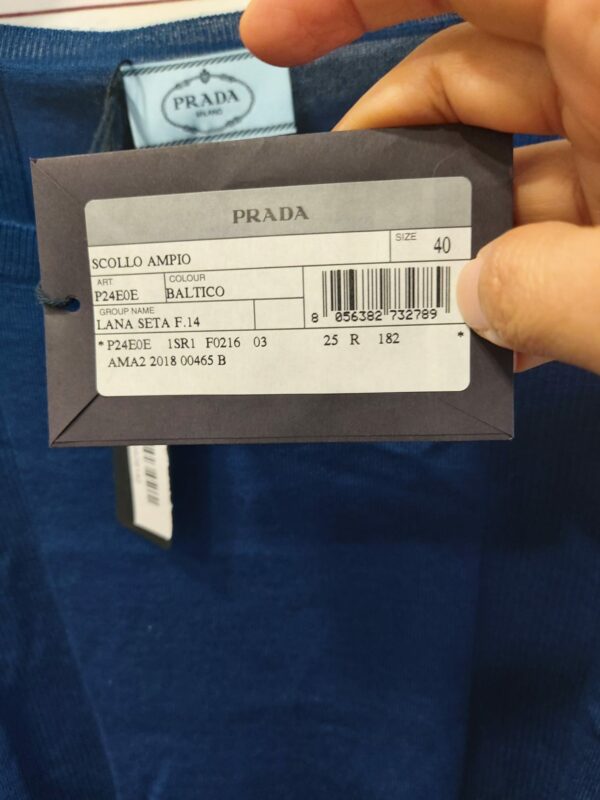 PRADA
MILANO
PRADA
SCOLLO AMPIO
SIZE 40
ART. P24E0E
COLOUR BALTICO
GROUP NAME
LANA SETA F.14
8 056382 732789
* P24E0E 1SR1 F0216 03 25 R 182 *
AMA2 2018 00465 B